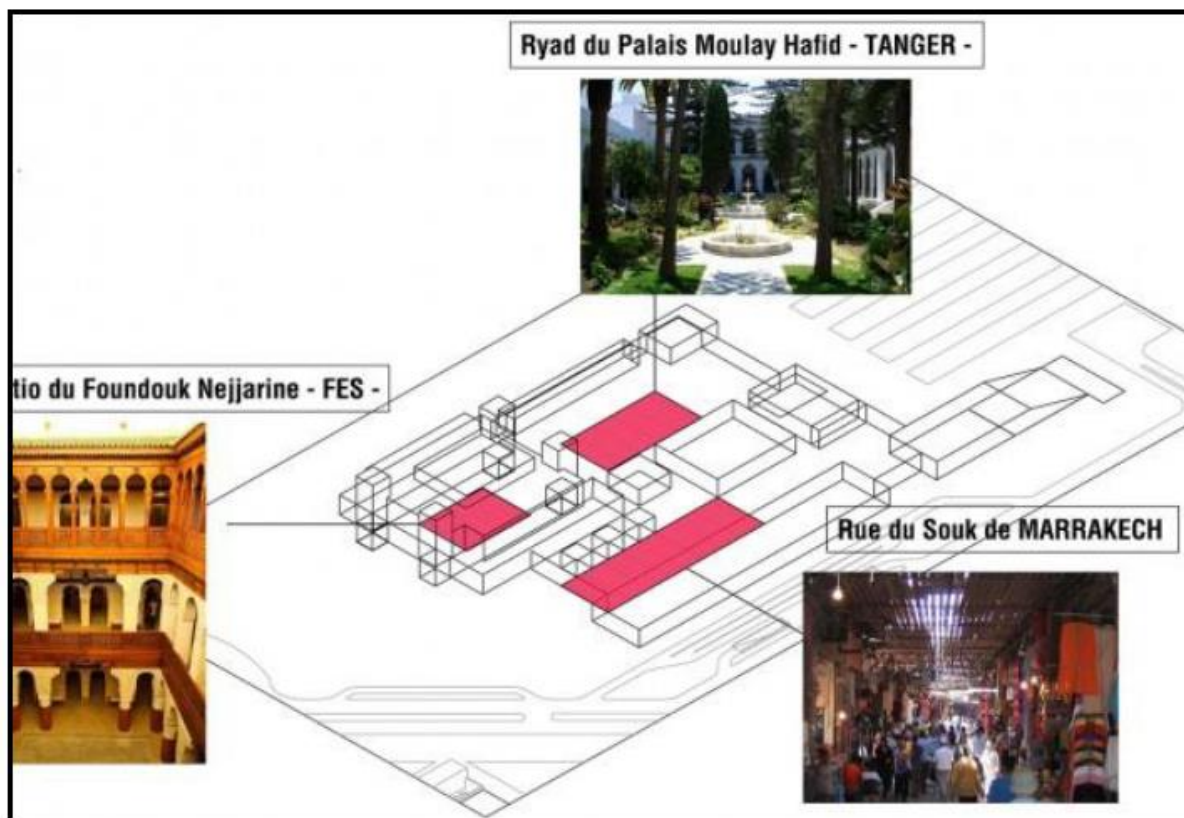 Ryad du Palais Moulay Hafid - TANGER -
tio du Foundouk Nejjarine - FES -
Rue du Souk de MARRAKECH